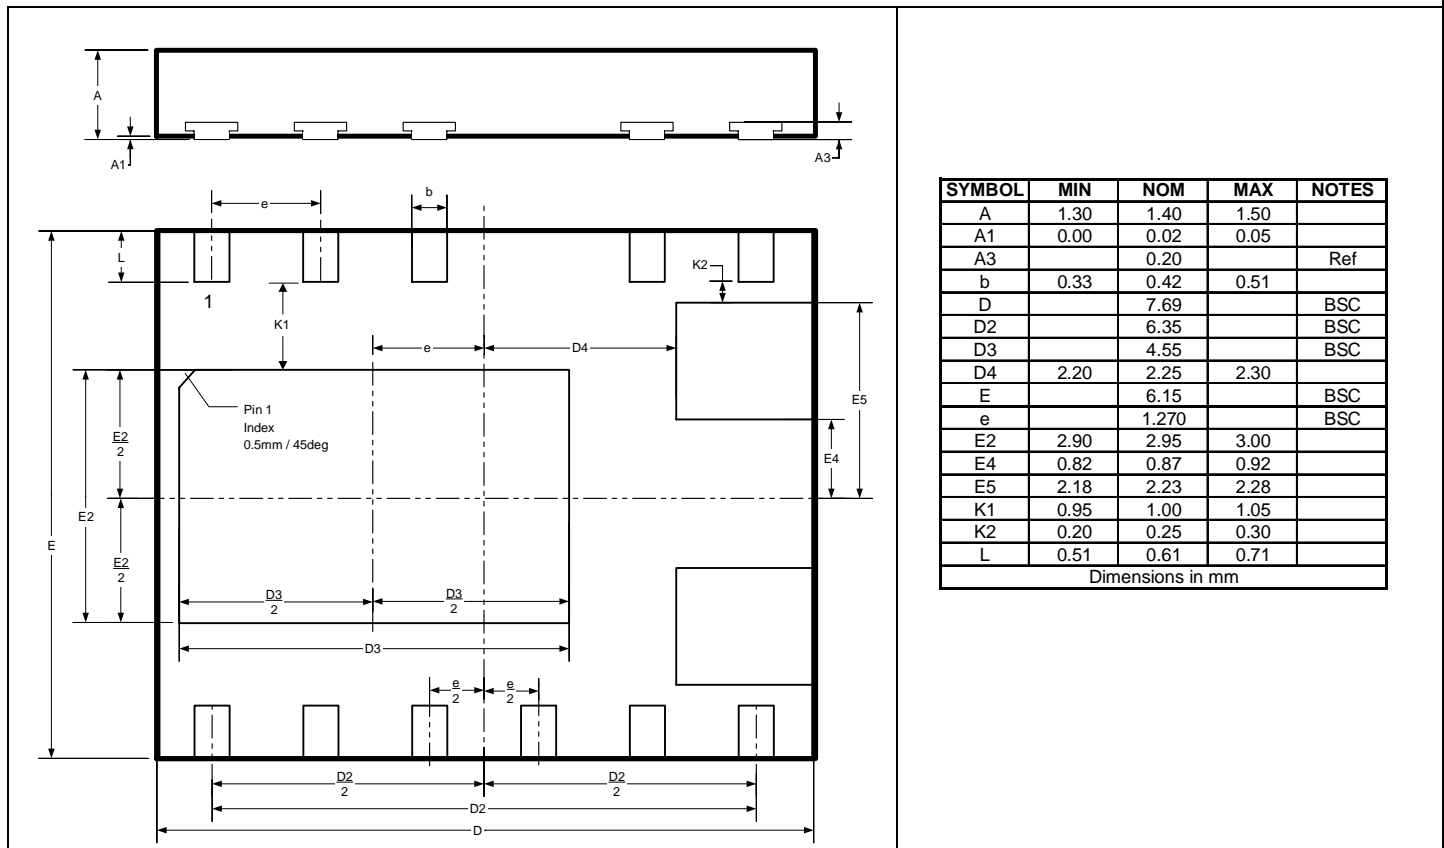 A
A1
A3
e
b
L
K2
1
K1
e
D4
E5
Pin 1
Index
0.5mm / 45deg
E2
2
E4
E2
E
E2
2
D3
2
D3
2
D3
e
2
e
2
D2
2
D2
2
D2
D
SYMBOL MIN NOM MAX NOTES
A 1.30 1.40 1.50
A1 0.00 0.02 0.05
A3 0.20 Ref
b 0.33 0.42 0.51
D 7.69 BSC
D2 6.35 BSC
D3 4.55 BSC
D4 2.20 2.25 2.30
E 6.15 BSC
e 1.270 BSC
E2 2.90 2.95 3.00
E4 0.82 0.87 0.92
E5 2.18 2.23 2.28
K1 0.95 1.00 1.05
K2 0.20 0.25 0.30
L 0.51 0.61 0.71
Dimensions in mm